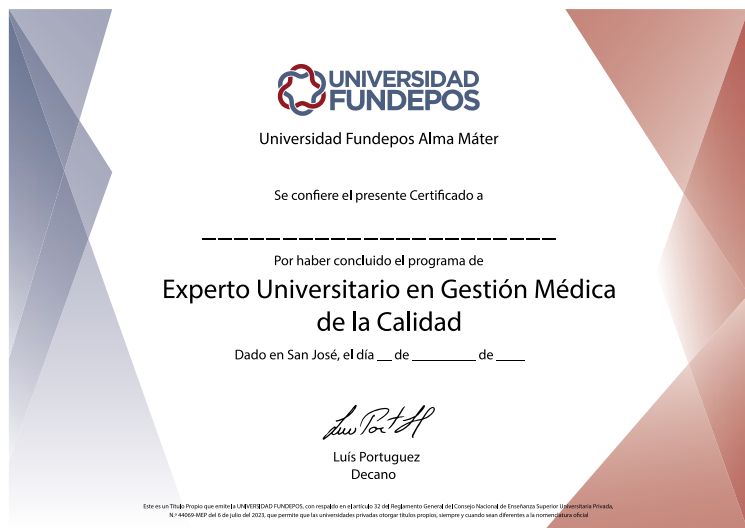 UNIVERSIDAD
FUNDEPOS
Universidad Fundepos Alma Máter
Se confiere el presente Certificado a
Por haber concluido el programa de
Experto Universitario en Gestión Médica
de la Calidad
Dado en San José, el día __ de ________ de ____
Luís Portuguez
Decano
Este es un Título Propio que emite la UNIVERSIDAD FUNDEPOS, con respaldo en el artículo 32 del Reglamento General del Consejo Nacional de Enseñanza Superior Universitaria Privada,
N.º 44069-MEP del 6 de julio del 2023, que permite que las universidades privadas otorgar títulos propios, siempre y cuando sean diferentes a la nomenclatura oficial